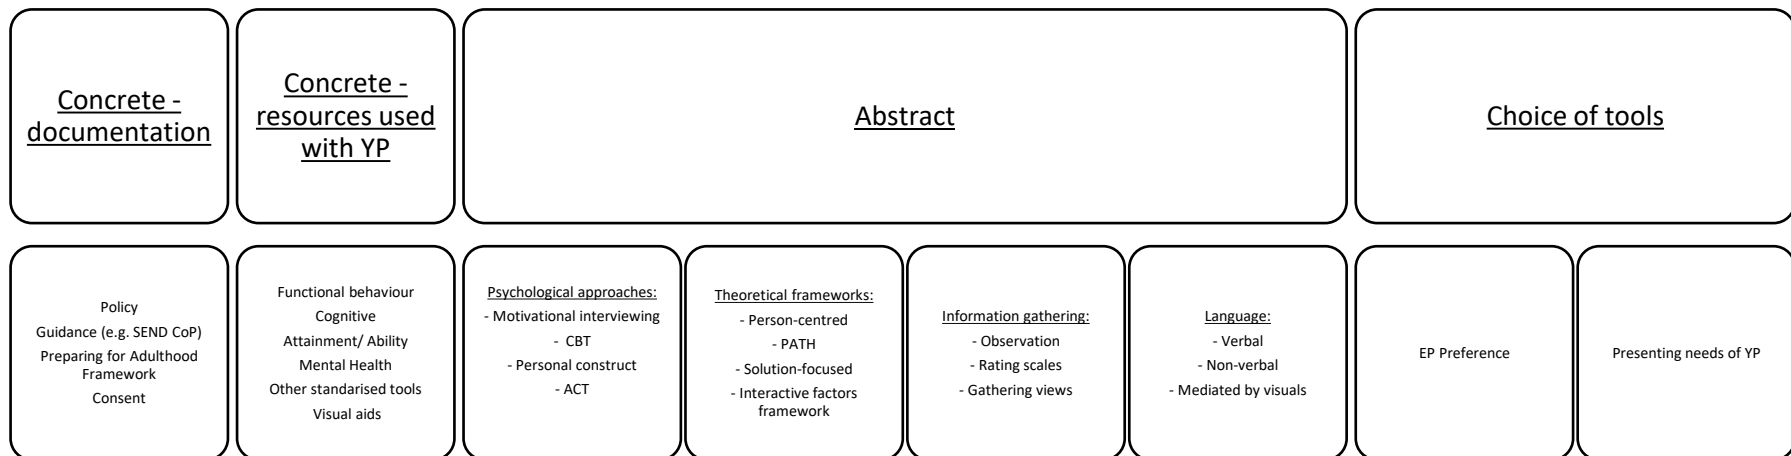 Concrete -
documentation
Concrete -
resources used
with YP
Abstract
Choice of tools
Policy
Guidance (e.g. SEND CoP)
Preparing for Adulthood
Framework
Consent
Functional behaviour
Cognitive
Attainment/ Ability
Mental Health
Other standarised tools
Visual aids
Psychological approaches:
- Motivational interviewing
- CBT
- Personal construct
- ACT
Theoretical frameworks:
- Person-centred
- PATH
- Solution-focused
- Interactive factors
framework
Information gathering:
- Observation
- Rating scales
- Gathering views
Language:
- Verbal
- Non-verbal
- Mediated by visuals
EP Preference
Presenting needs of YP